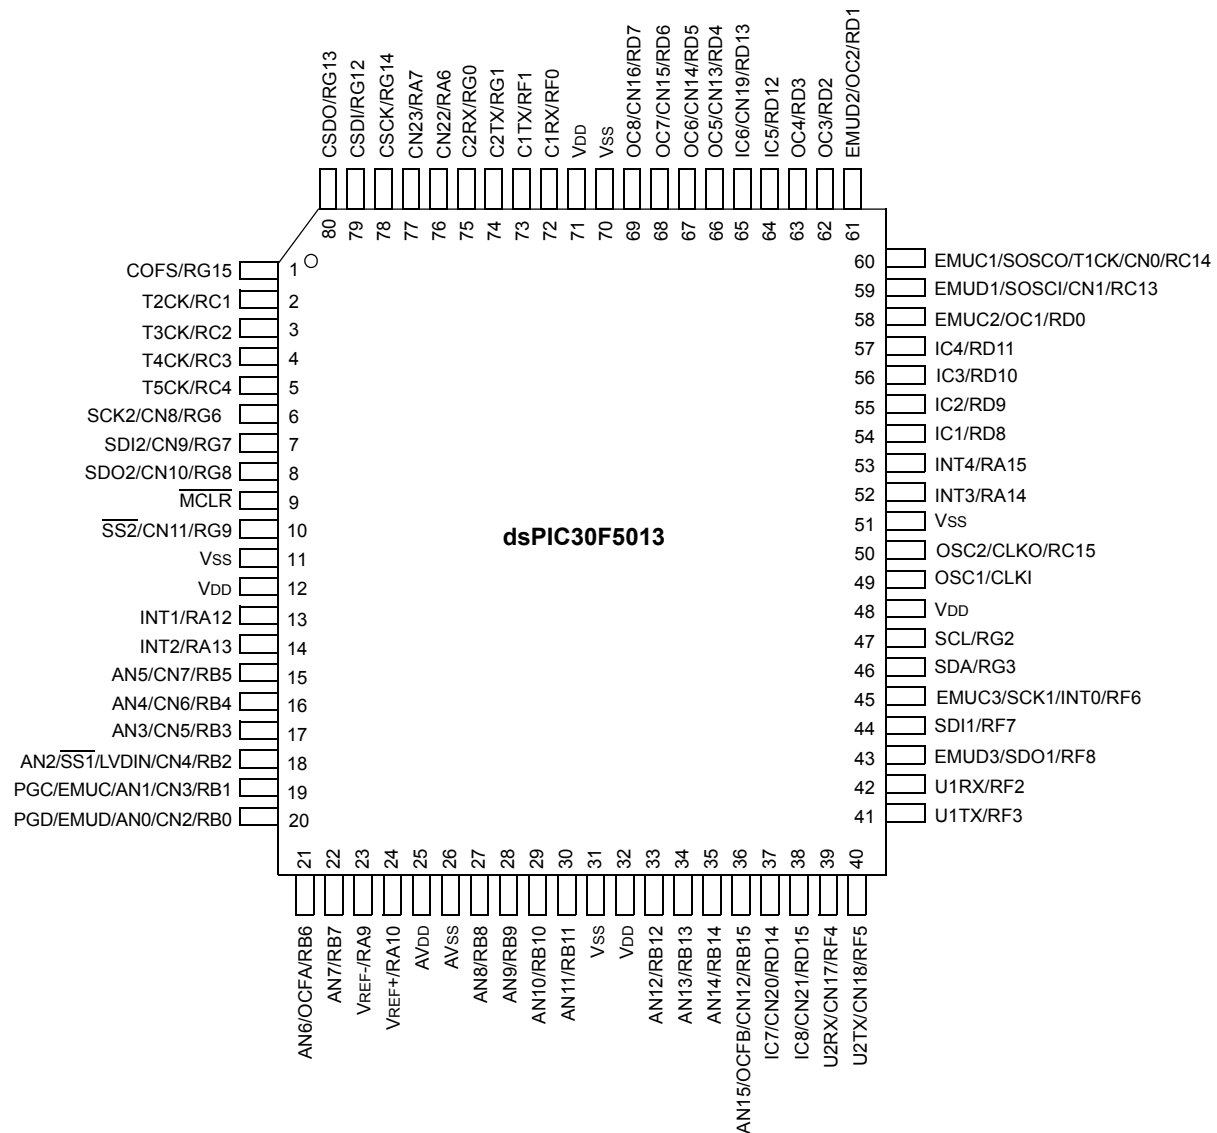 CSDO/RG13
CSDI/RG12
CSCK/RG14
CN23/RA7
CN22/RA6
C2RX/RG0
C2TX/RG1
C1TX/RF1
C1RX/RF0
VDD
VSS
OC8/CN16/RD7
OC7/CN15/RD6
OC6/CN14/RD5
OC5/CN13/RD4
IC6/CN19/RD13
IC5/RD12
OC4/RD3
OC3/RD2
EMUD2/OC2/RD1
80
79
78
77
76
75
74
73
72
71
70
69
68
67
66
65
64
63
62
61
COFS/RG15 1
T2CK/RC1 2
T3CK/RC2 3
T4CK/RC3 4
T5CK/RC4 5
SCK2/CN8/RG6 6
SDI2/CN9/RG7 7
SDO2/CN10/RG8 8
MCLR 9
SS2/CN11/RG9 10
VSS 11
VDD 12
INT1/RA12 13
INT2/RA13 14
AN5/CN7/RB5 15
AN4/CN6/RB4 16
AN3/CN5/RB3 17
AN2/SS1/LVDIN/CN4/RB2 18
PGC/EMUC/AN1/CN3/RB1 19
PGD/EMUD/AN0/CN2/RB0 20
dsPIC30F5013
60 EMUC1/SOSCO/T1CK/CN0/RC14
59 EMUD1/SOSCI/CN1/RC13
58 EMUC2/OC1/RD0
57 IC4/RD11
56 IC3/RD10
55 IC2/RD9
54 IC1/RD8
53 INT4/RA15
52 INT3/RA14
51 VSS
50 OSC2/CLKO/RC15
49 OSC1/CLKI
48 VDD
47 SCL/RG2
46 SDA/RG3
45 EMUC3/SCK1/INT0/RF6
44 SDI1/RF7
43 EMUD3/SDO1/RF8
42 U1RX/RF2
41 U1TX/RF3
21
22
23
24
25
26
27
28
29
30
31
32
33
34
35
36
37
38
39
40
AN6/OCFA/RB6
AN7/RB7
VREF-/RA9
VREF+/RA10
AVDD
AVSS
AN8/RB8
AN9/RB9
AN10/RB10
AN11/RB11
VSS
VDD
AN12/RB12
AN13/RB13
AN14/RB14
AN15/OCFB/CN12/RB15
IC7/CN20/RD14
IC8/CN21/RD15
U2RX/CN17/RF4
U2TX/CN18/RF5